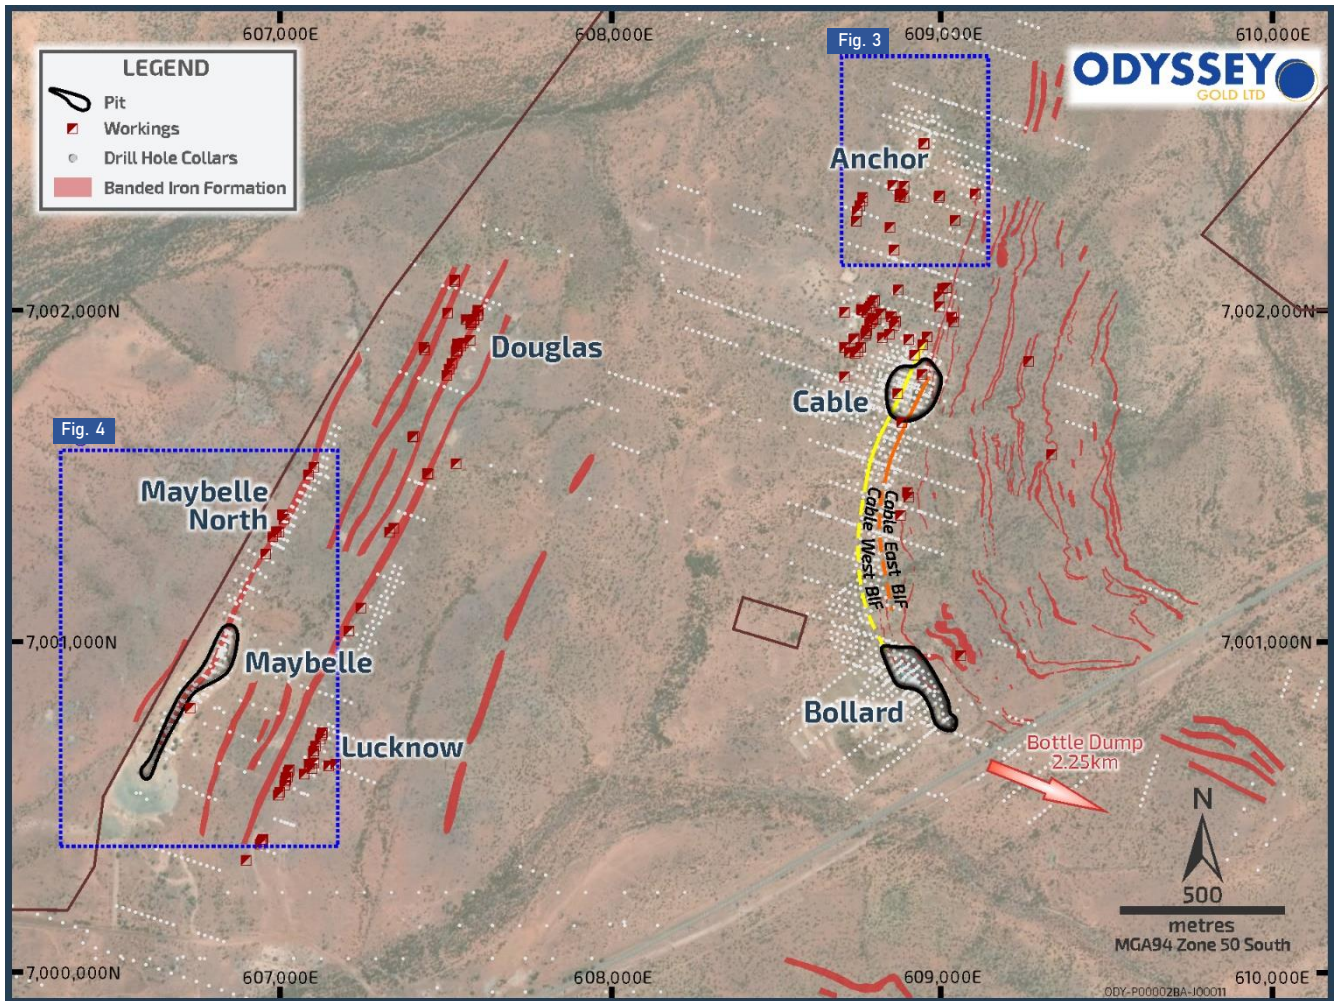 607,000E
608,000E
609,000E
610,000E
Fig. 3
ODYSSEY
GOLD LTD
LEGEND
Pit
Workings
Drill Hole Collars
Banded Iron Formation
Anchor
7,002,000N
7,002,000N
Douglas
Cable
Fig. 4
Maybelle
North
Cable East BIF
Cable West BIF
7,001,000N
7,001,000N
Maybelle
Bollard
Lucknow
Bottle Dump
2.25km
N
500
metres
MGA94 Zone 50 South
7,000,000N
607,000E
608,000E
609,000E
610,000E
ODY-P00002BA-J00011